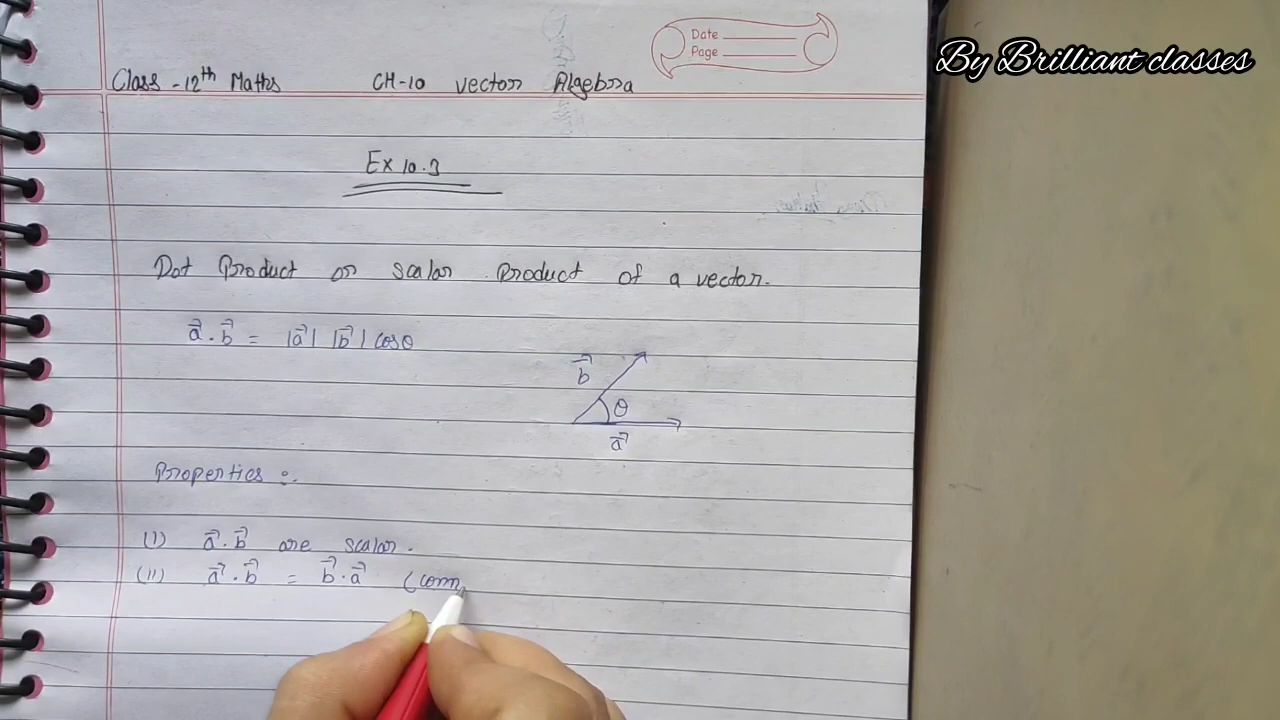 Date
Page
By Brilliant classes
Class - 12th Maths CH-10 vector Algebra
Ex 10.3
Dot Product or scalar Product of a vector.
a⃗ . b⃗ = |a⃗| |b⃗| cosθ
b⃗
θ
a⃗
Properties :.
(I) a⃗ . b⃗ are scalar.
(II) a⃗ . b⃗ = b⃗ . a⃗ (com